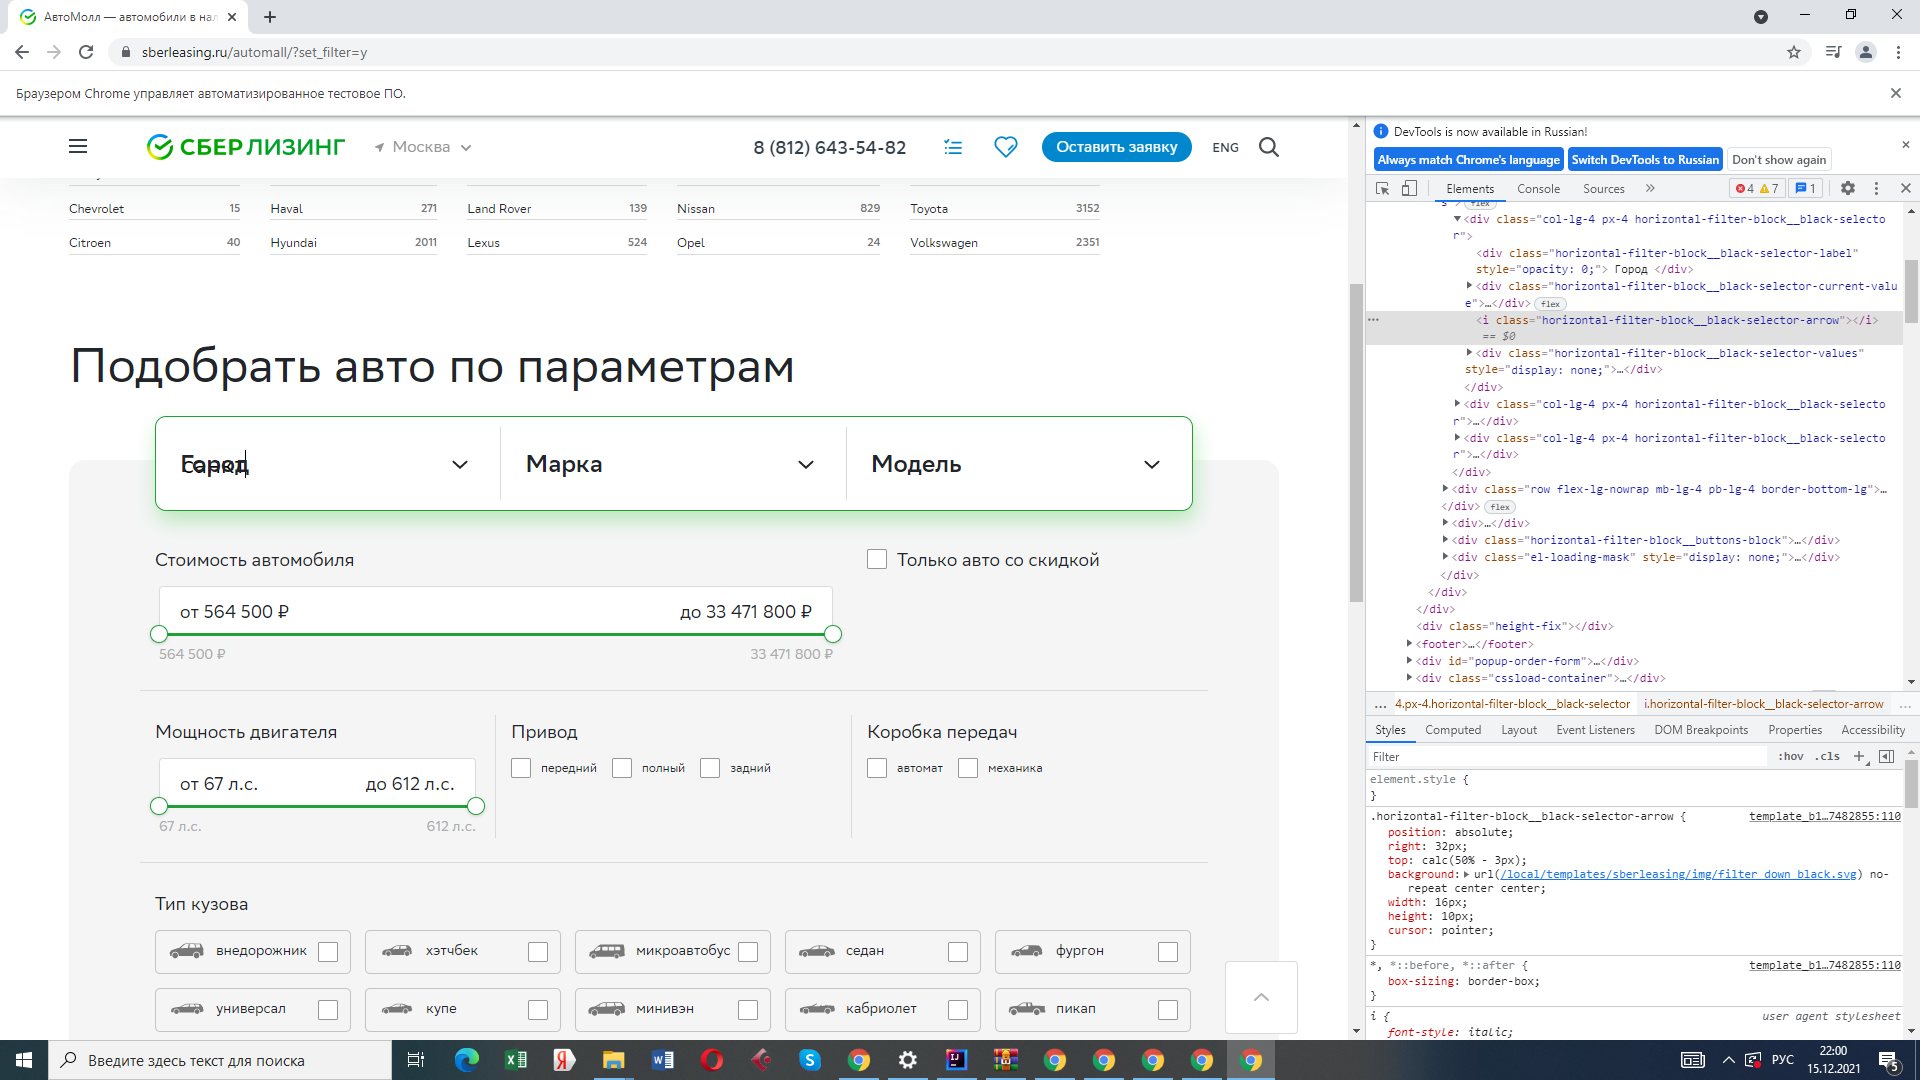 АвтоМолл — автомобили в нал
sberleasing.ru/automall/?set_filter=y
Браузером Chrome управляет автоматизированное тестовое ПО.
СБЕР ЛИЗИНГ
Москва
8 (812) 643-54-82
Оставить заявку
ENG
Chevrolet 15
Haval 271
Land Rover 139
Nissan 829
Toyota 3152
Citroen 40
Hyundai 2011
Lexus 524
Opel 24
Volkswagen 2351
Подобрать авто по параметрам
Город
Марка
Модель
Стоимость автомобиля
Только авто со скидкой
от 564 500 ₽
до 33 471 800 ₽
564 500 ₽
33 471 800 ₽
Мощность двигателя
Привод
Коробка передач
от 67 л.с.
до 612 л.с.
передний
полный
задний
автомат
механика
67 л.с.
612 л.с.
Тип кузова
внедорожник
хэтчбек
микроавтобус
седан
фургон
универсал
купе
минивэн
кабриолет
пикап
DevTools is now available in Russian!
Always match Chrome's language
Switch DevTools to Russian
Don't show again
Elements
Console
Sources
4
7
1
s"> flex
<div class="col-lg-4 px-4 horizontal-filter-block__black-selecto
r">
<div class="horizontal-filter-block__black-selector-label"
style="opacity: 0;"> Город </div>
<div class="horizontal-filter-block__black-selector-current-valu
e">…</div> flex
<i class="horizontal-filter-block__black-selector-arrow"></i>
== $0
<div class="horizontal-filter-block__black-selector-values"
style="display: none;">…</div>
</div>
<div class="col-lg-4 px-4 horizontal-filter-block__black-selecto
r">…</div>
<div class="col-lg-4 px-4 horizontal-filter-block__black-selecto
r">…</div>
</div>
<div class="row flex-lg-nowrap mb-lg-4 pb-lg-4 border-bottom-lg">…
</div> flex
<div>…</div>
<div class="horizontal-filter-block__buttons-block">…</div>
<div class="el-loading-mask" style="display: none;">…</div>
</div>
</div>
</div>
<div class="height-fix"></div>
<footer>…</footer>
<div id="popup-order-form">…</div>
<div class="cssload-container">…</div>
… 4.px-4.horizontal-filter-block__black-selector
i.horizontal-filter-block__black-selector-arrow …
Styles
Computed
Layout
Event Listeners
DOM Breakpoints
Properties
Accessibility
Filter
:hov
.cls
element.style {
}
.horizontal-filter-block__black-selector-arrow {
template_b1…7482855:110
position: absolute;
right: 32px;
top: calc(50% - 3px);
background: url(/local/templates/sberleasing/img/filter_down_black.svg) no-
repeat center center;
width: 16px;
height: 10px;
cursor: pointer;
}
*, *::before, *::after {
template_b1…7482855:110
box-sizing: border-box;
}
i {
user agent stylesheet
font-style: italic;
Введите здесь текст для поиска
РУС
22:00
15.12.2021
5